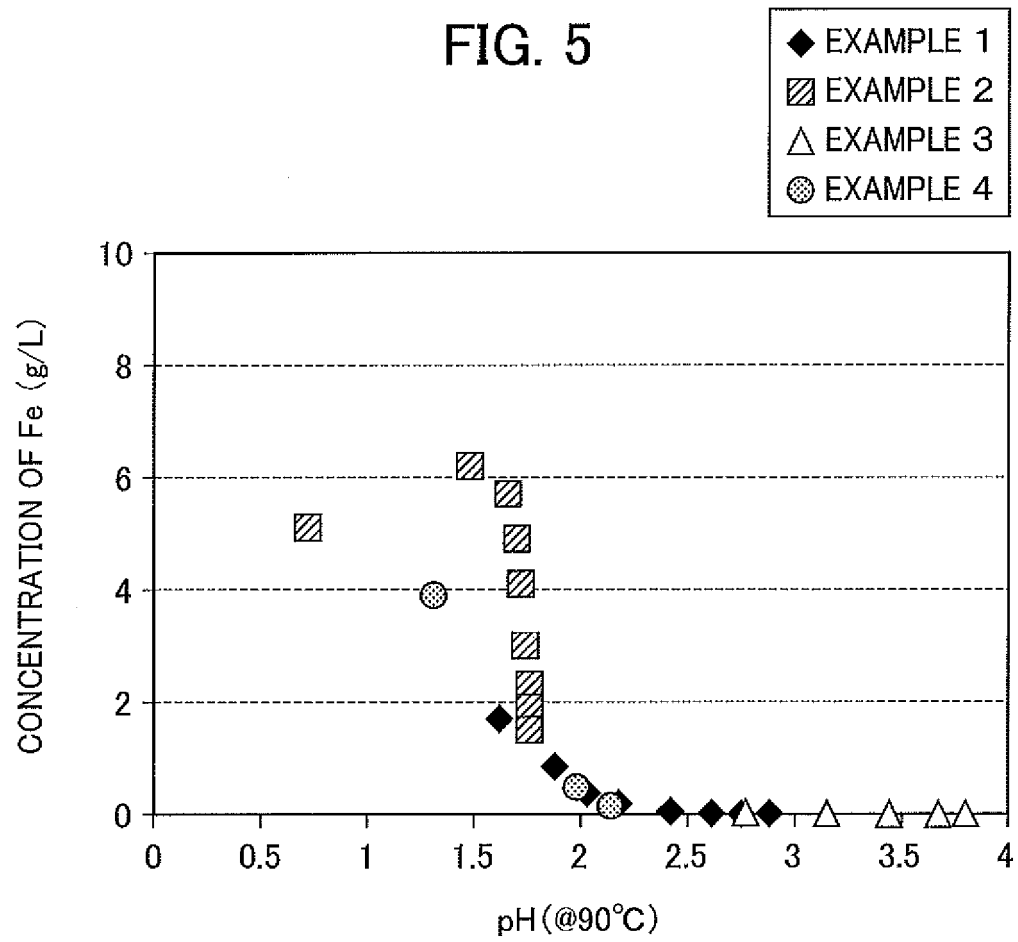 FIG. 5
EXAMPLE 1
EXAMPLE 2
EXAMPLE 3
EXAMPLE 4
CONCENTRATION OF Fe (g/L)
10
8
6
4
2
0
0
0.5
1
1.5
2
2.5
3
3.5
4
pH(@90℃)